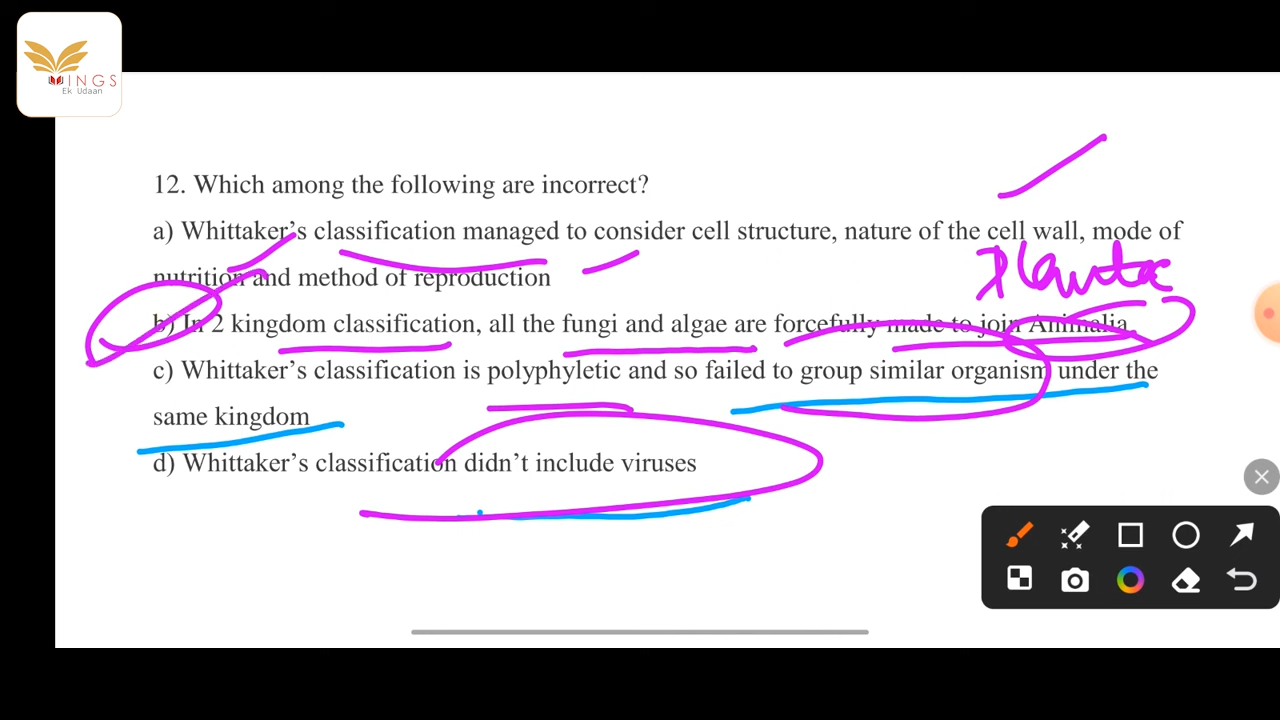 WINGS
Ek Udaan
12. Which among the following are incorrect?
a) Whittaker's classification managed to consider cell structure, nature of the cell wall, mode of
nutrition and method of reproduction
Plantae
b) In 2 kingdom classification, all the fungi and algae are forcefully made to join Animalia
c) Whittaker's classification is polyphyletic and so failed to group similar organism under the
same kingdom
d) Whittaker's classification didn't include viruses